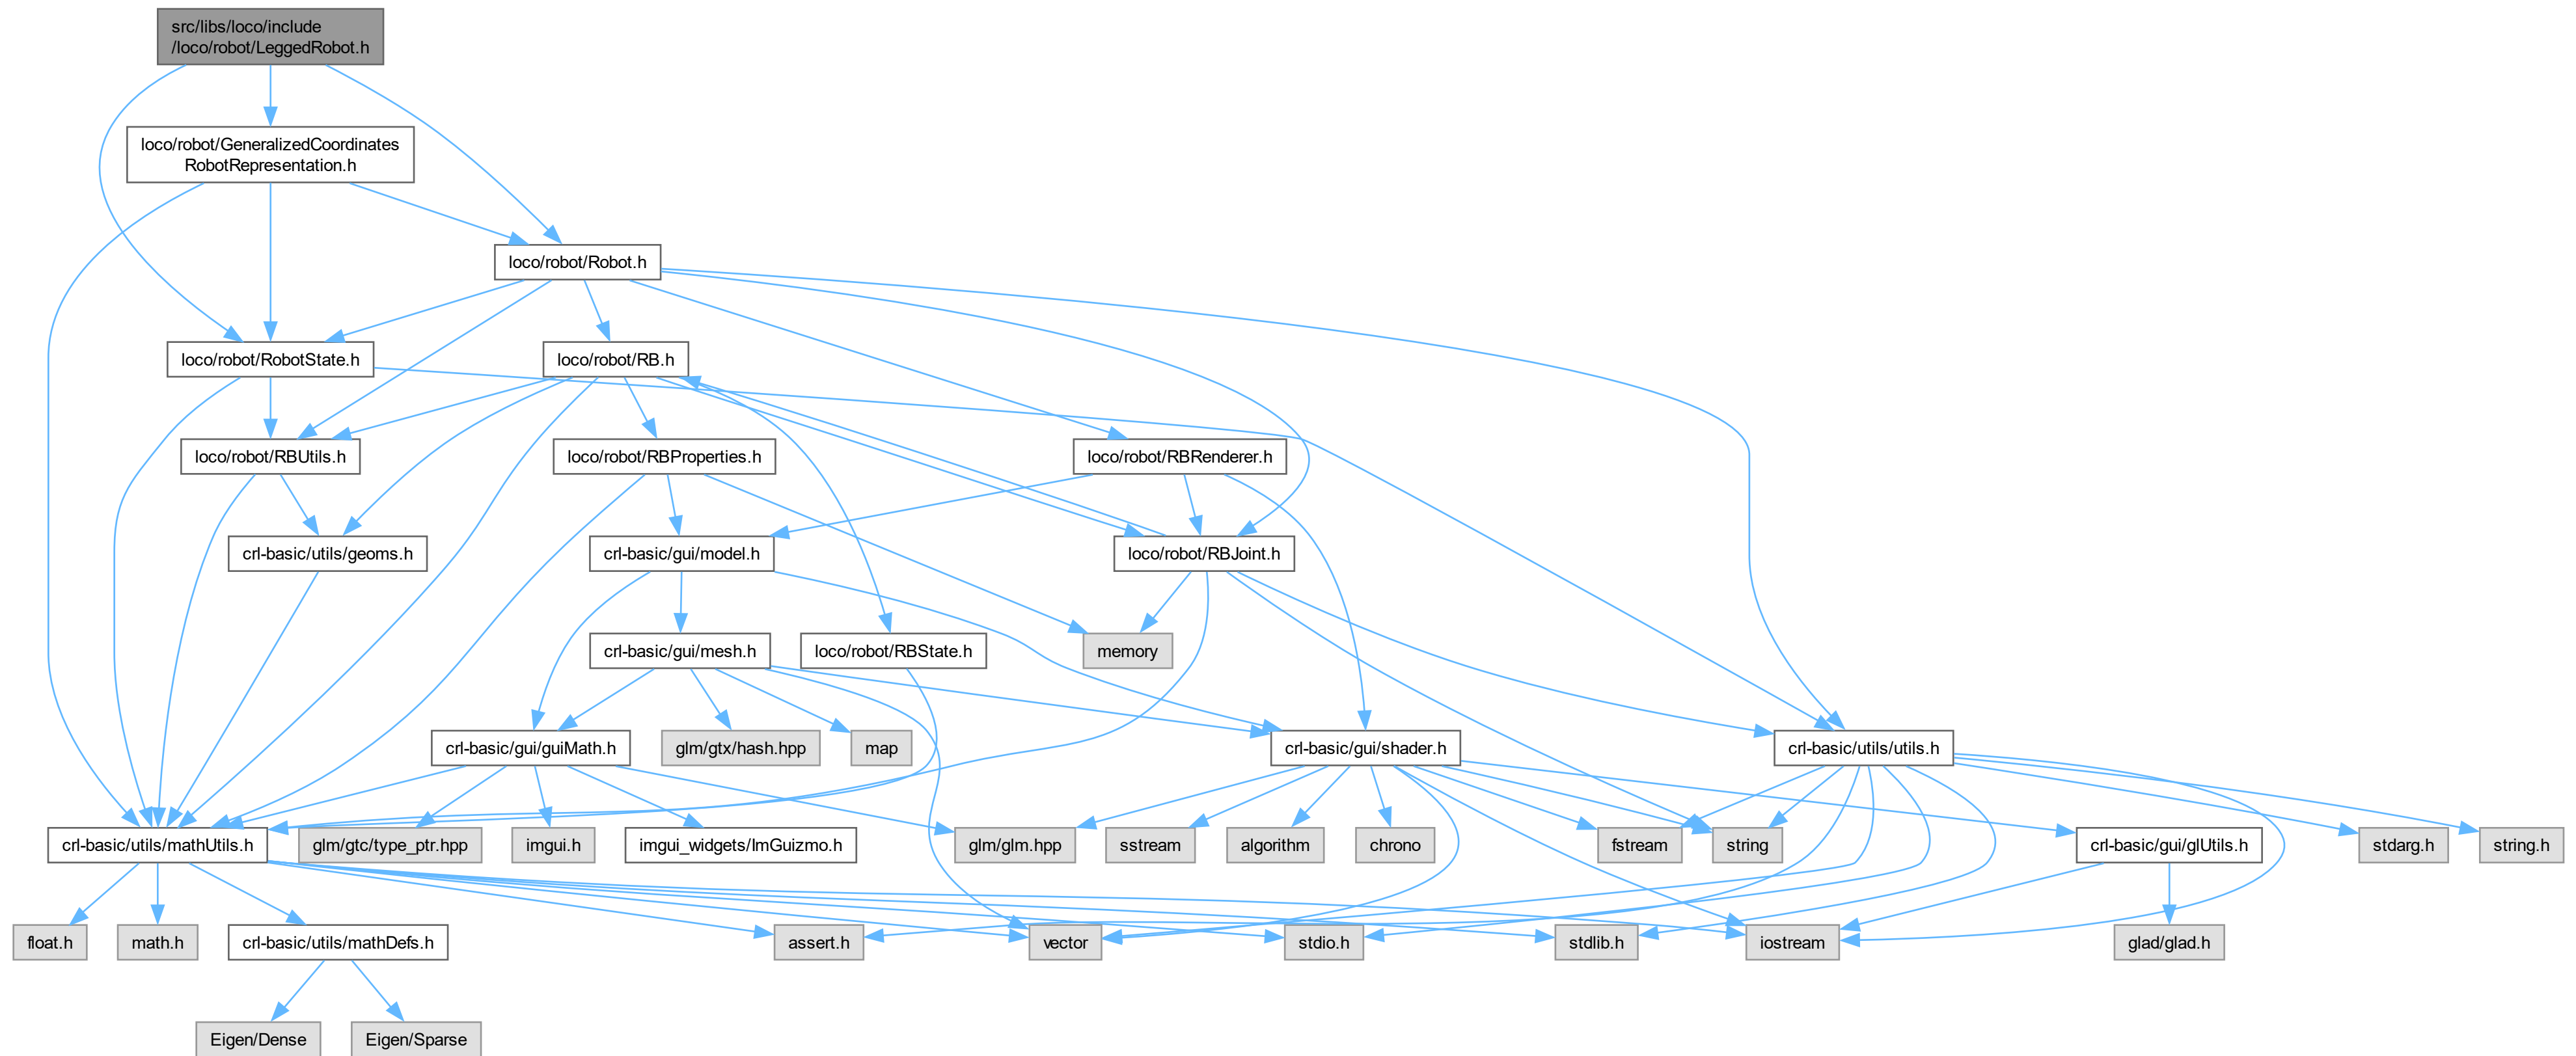 src/libs/loco/include
/loco/robot/LeggedRobot.h
loco/robot/GeneralizedCoordinates
RobotRepresentation.h
loco/robot/Robot.h
loco/robot/RobotState.h
loco/robot/RB.h
loco/robot/RBUtils.h
loco/robot/RBProperties.h
loco/robot/RBRenderer.h
crl-basic/utils/geoms.h
crl-basic/gui/model.h
loco/robot/RBJoint.h
crl-basic/gui/mesh.h
loco/robot/RBState.h
memory
crl-basic/gui/guiMath.h
glm/gtx/hash.hpp
map
crl-basic/gui/shader.h
crl-basic/utils/utils.h
crl-basic/utils/mathUtils.h
glm/gtc/type_ptr.hpp
imgui.h
imgui_widgets/ImGuizmo.h
glm/glm.hpp
sstream
algorithm
chrono
fstream
string
crl-basic/gui/glUtils.h
stdarg.h
string.h
float.h
math.h
crl-basic/utils/mathDefs.h
assert.h
vector
stdio.h
stdlib.h
iostream
glad/glad.h
Eigen/Dense
Eigen/Sparse